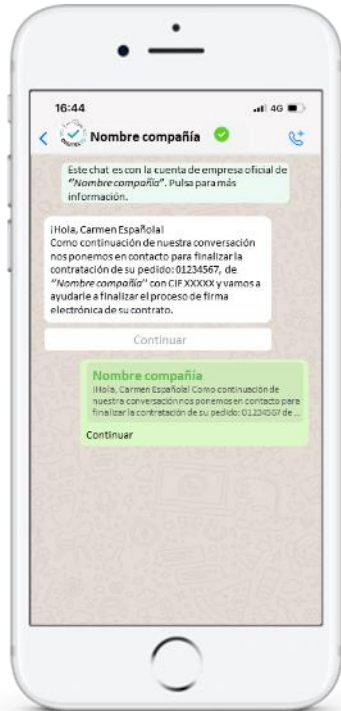 16:44
4G
Nombre compañía
Este chat es con la cuenta de empresa oficial de
"Nombre compañía". Pulsa para más
información.
¡Hola, Carmen Española!
Como continuación de nuestra conversación
nos ponemos en contacto para finalizar la
contratación de su pedido: 01234567, de
"Nombre compañía" con CIF XXXXX y vamos a
ayudarle a finalizar el proceso de firma
electrónica de su contrato.
Continuar
Nombre compañía
¡Hola, Carmen Española! Como continuación de
nuestra conversación nos ponemos en contacto para
finalizar la contratación de su pedido: 01234567 de ...
Continuar